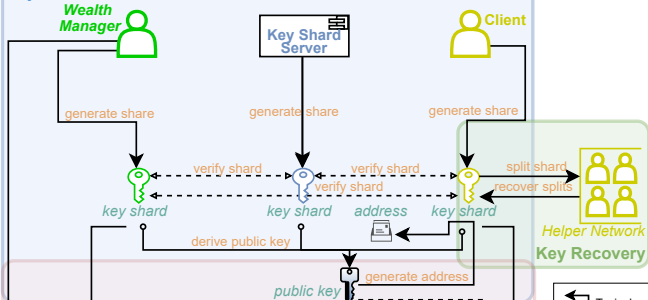 Wealth
Manager
Key Shard
Server
Client
generate share
generate share
generate share
verify shard
verify shard
verify shard
split shard
recover splits
key shard
key shard
address
key shard
Helper Network
Key Recovery
derive public key
generate address
public key